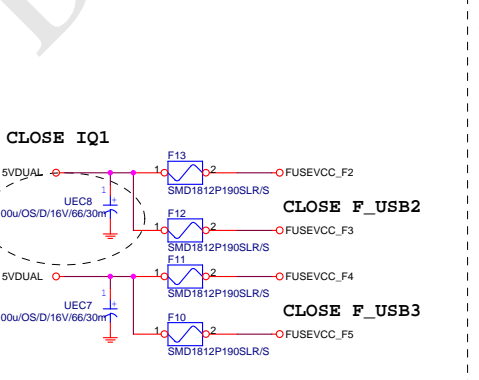 CLOSE IQ1
F13
5VDUAL
1
2
FUSEVCC_F2
SMD1812P190SLR/S
1
+
UEC8
00u/OS/D/16V/66/30m
CLOSE F_USB2
F12
1
2
FUSEVCC_F3
SMD1812P190SLR/S
F11
5VDUAL
1
2
FUSEVCC_F4
SMD1812P190SLR/S
1
+
UEC7
00u/OS/D/16V/66/30m
CLOSE F_USB3
F10
1
2
FUSEVCC_F5
SMD1812P190SLR/S